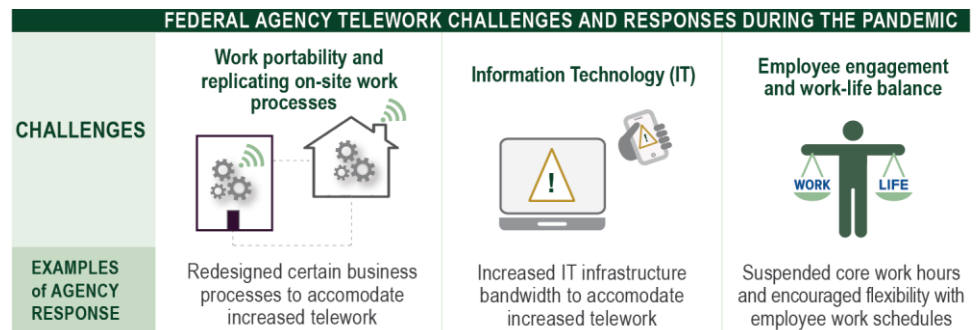 FEDERAL AGENCY TELEWORK CHALLENGES AND RESPONSES DURING THE PANDEMIC
CHALLENGES
Work portability and
replicating on-site work
processes
Information Technology (IT)
!
!
Employee engagement
and work-life balance
WORK
LIFE
EXAMPLES
of AGENCY
RESPONSE
Redesigned certain business
processes to accomodate
increased telework
Increased IT infrastructure
bandwidth to accomodate
increased telework
Suspended core work hours
and encouraged flexibility with
employee work schedules